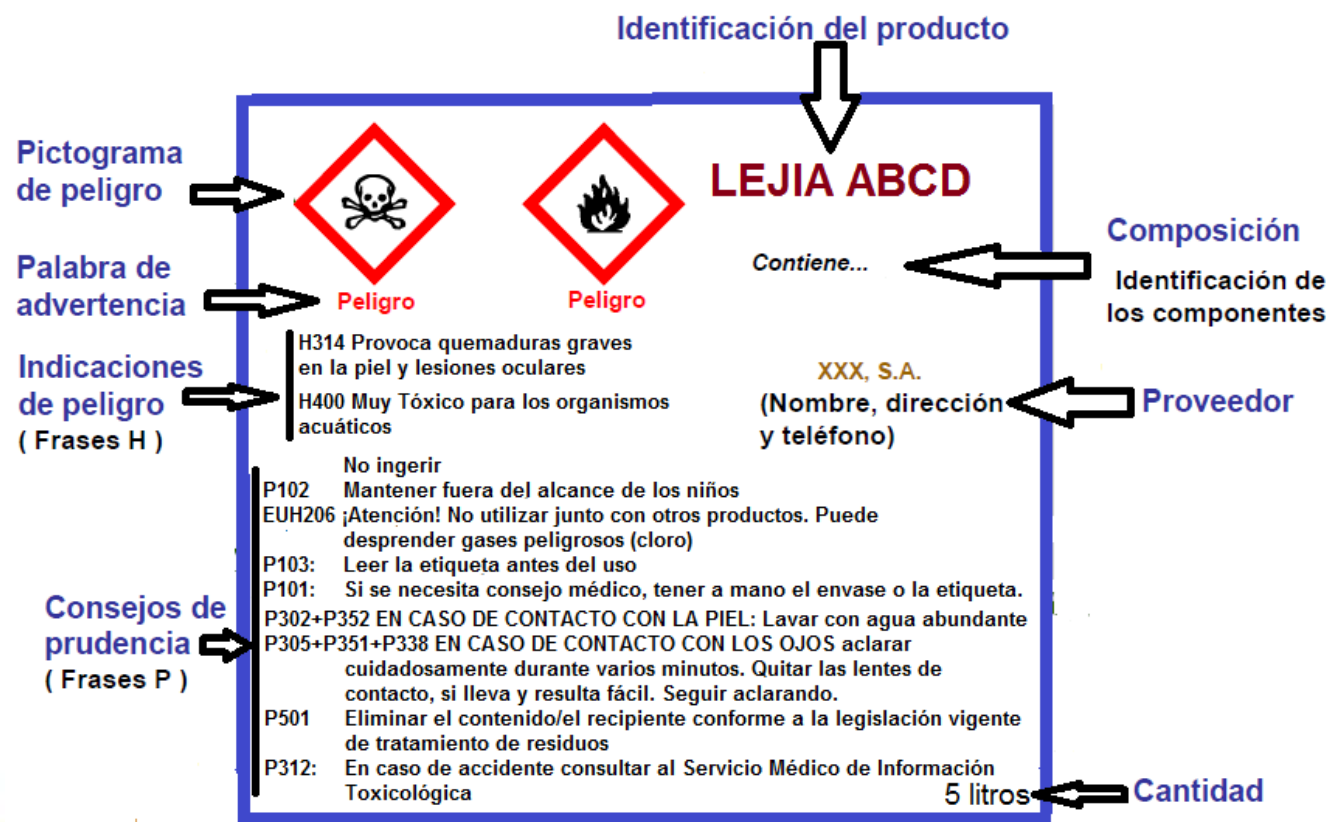 Identificación del producto
Pictograma
de peligro
LEJIA ABCD
Composición
Identificación de
los componentes
Contiene...
Palabra de
advertencia
Peligro
Peligro
Indicaciones
de peligro
( Frases H )
H314 Provoca quemaduras graves
en la piel y lesiones oculares
H400 Muy Tóxico para los organismos
acuáticos
XXX, S.A.
(Nombre, dirección
y teléfono)
Proveedor
No ingerir
P102 Mantener fuera del alcance de los niños
EUH206 ¡Atención! No utilizar junto con otros productos. Puede
desprender gases peligrosos (cloro)
P103: Leer la etiqueta antes del uso
P101: Si se necesita consejo médico, tener a mano el envase o la etiqueta.
P302+P352 EN CASO DE CONTACTO CON LA PIEL: Lavar con agua abundante
P305+P351+P338 EN CASO DE CONTACTO CON LOS OJOS aclarar
cuidadosamente durante varios minutos. Quitar las lentes de
contacto, si lleva y resulta fácil. Seguir aclarando.
P501 Eliminar el contenido/el recipiente conforme a la legislación vigente
de tratamiento de residuos
P312: En caso de accidente consultar al Servicio Médico de Información
Toxicológica
Consejos de
prudencia
( Frases P )
5 litros
Cantidad